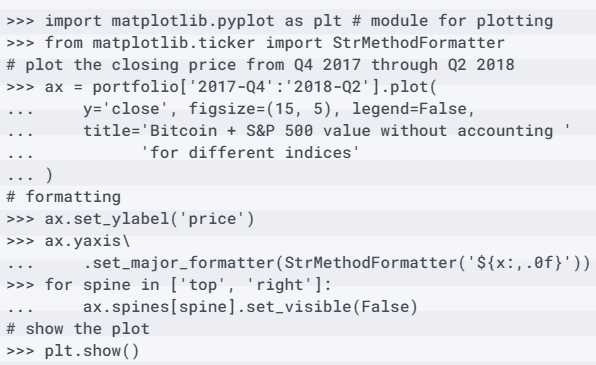 >>> import matplotlib.pyplot as plt # module for plotting
>>> from matplotlib.ticker import StrMethodFormatter
# plot the closing price from Q4 2017 through Q2 2018
>>> ax = portfolio['2017-Q4':'2018-Q2'].plot(
...     y='close', figsize=(15, 5), legend=False,
...     title='Bitcoin + S&P 500 value without accounting '
...           'for different indices'
... )
# formatting
>>> ax.set_ylabel('price')
>>> ax.yaxis\
...     .set_major_formatter(StrMethodFormatter('${x:,.0f}'))
>>> for spine in ['top', 'right']:
...     ax.spines[spine].set_visible(False)
# show the plot
>>> plt.show()